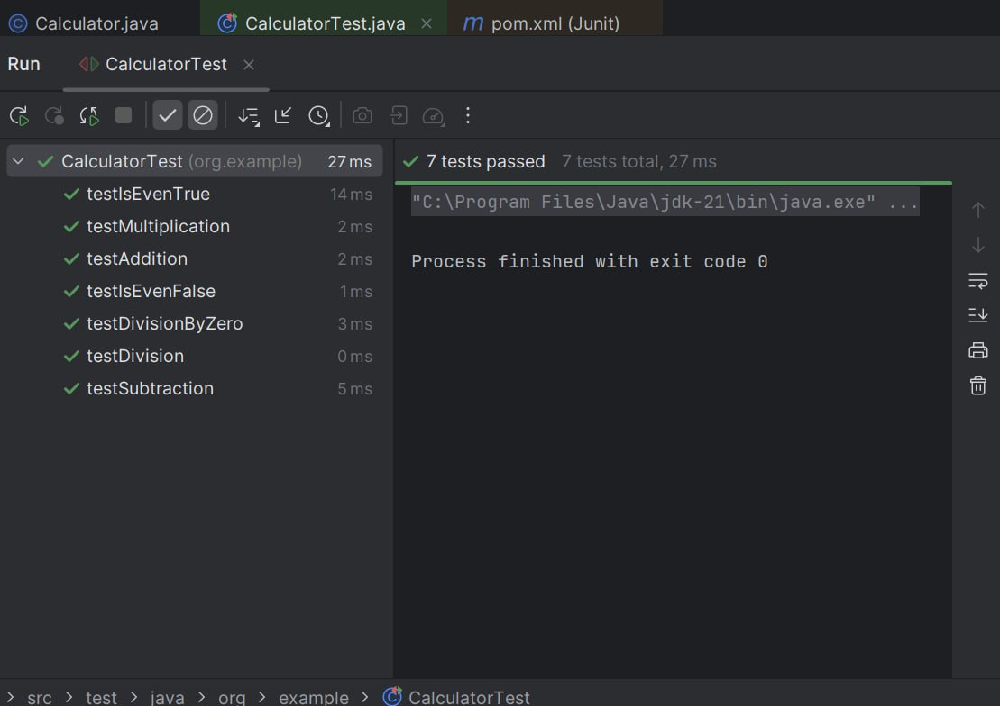 Calculator.java CalculatorTest.java pom.xml (Junit)
Run CalculatorTest
CalculatorTest (org.example) 27 ms
testIsEvenTrue 14 ms
testMultiplication 2 ms
testAddition 2 ms
testIsEvenFalse 1 ms
testDivisionByZero 3 ms
testDivision 0 ms
testSubtraction 5 ms
7 tests passed 7 tests total, 27 ms
"C:\Program Files\Java\jdk-21\bin\java.exe" ...
Process finished with exit code 0
src > test > java > org > example > CalculatorTest